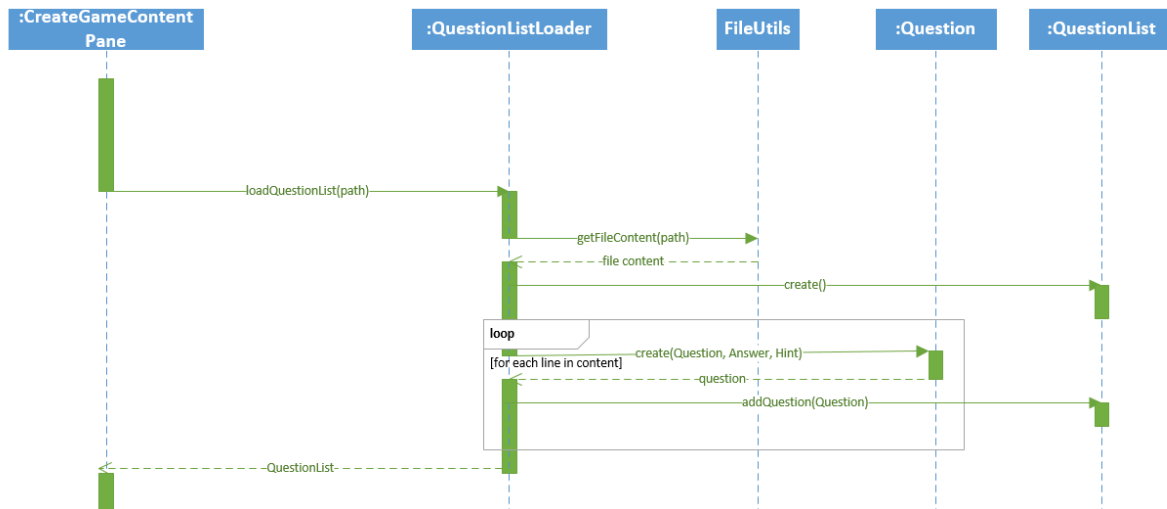 :CreateGameContent
Pane
:QuestionListLoader
FileUtils
:Question
:QuestionList
loadQuestionList(path)
getFileContent(path)
file content
create()
loop
create(Question, Answer, Hint)
[for each line in content]
question
addQuestion(Question)
QuestionList